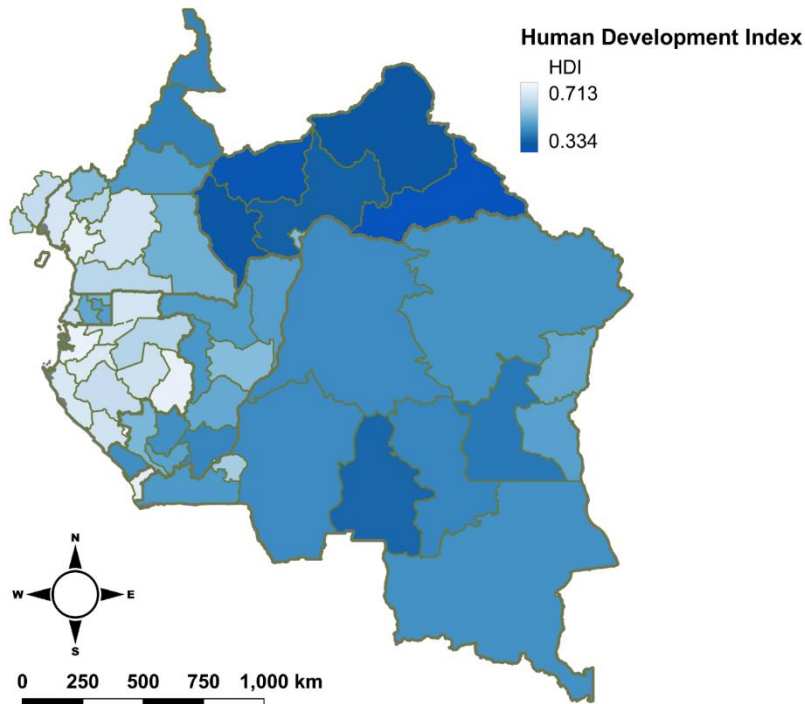 Human Development Index
HDI
0.713
0.334
N
W E
S
0 250 500 750 1,000 km